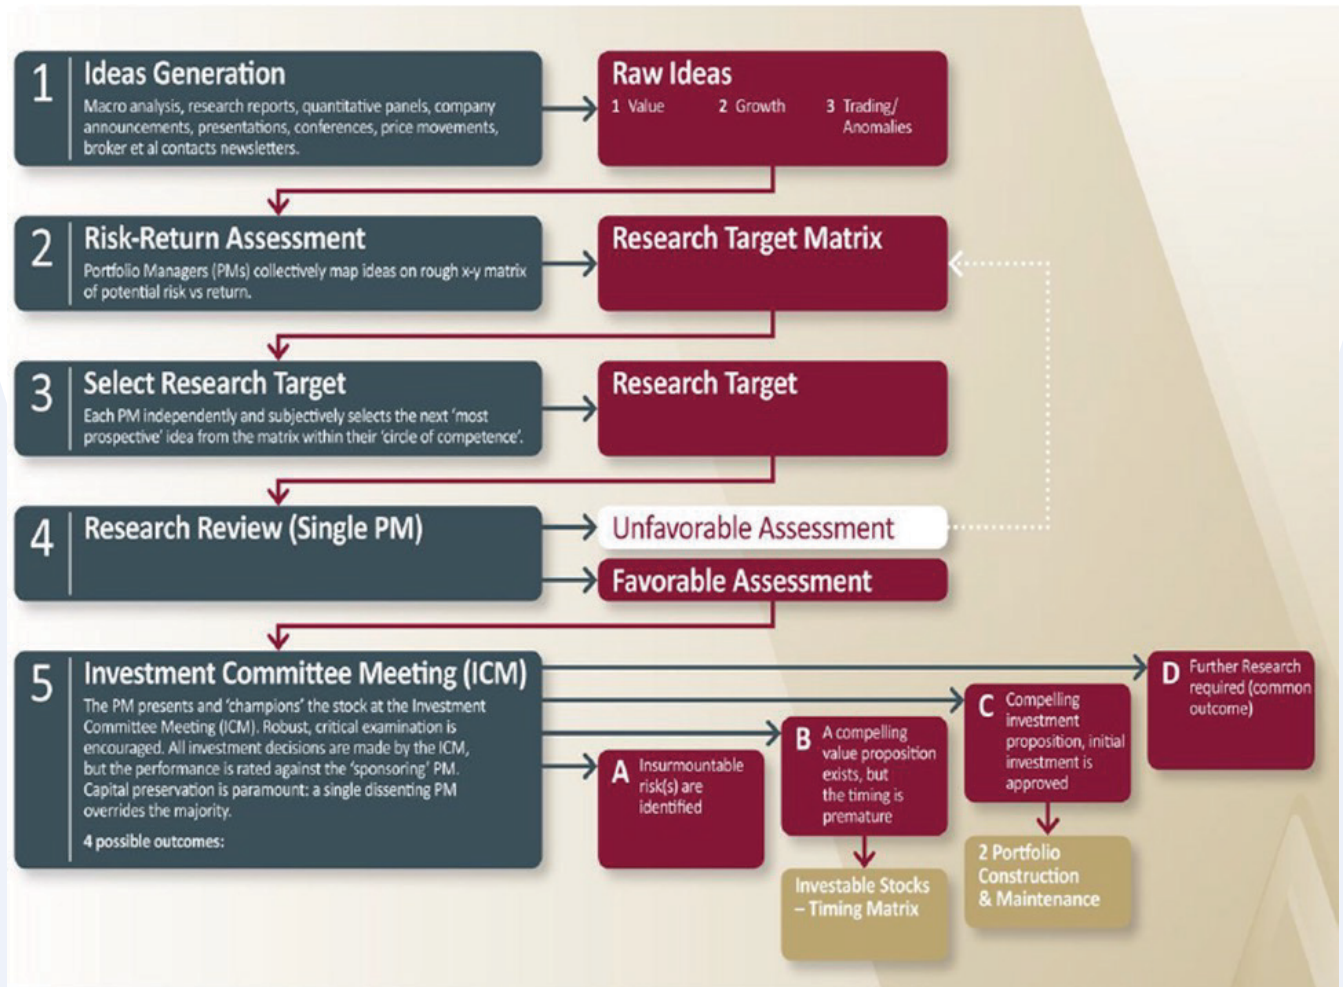 1
Ideas Generation
Macro analysis, research reports, quantitative panels, company
announcements, presentations, conferences, price movements,
broker et al contacts newsletters.
Raw Ideas
1 Value 2 Growth 3 Trading/
Anomalies
2
Risk-Return Assessment
Portfolio Managers (PMs) collectively map ideas on rough x-y matrix
of potential risk vs return.
Research Target Matrix
3
Select Research Target
Each PM independently and subjectively selects the next ‘most
prospective’ idea from the matrix within their ‘circle of competence’.
Research Target
4
Research Review (Single PM)
Unfavorable Assessment
Favorable Assessment
5
Investment Committee Meeting (ICM)
The PM presents and ‘champions’ the stock at the Investment
Committee Meeting (ICM). Robust, critical examination is
encouraged. All investment decisions are made by the ICM,
but the performance is rated against the ‘sponsoring’ PM.
Capital preservation is paramount: a single dissenting PM
overrides the majority.
4 possible outcomes:
A Insurmountable
risk(s) are
identified
B A compelling
value proposition
exists, but
the timing is
premature
Investable Stocks
– Timing Matrix
C Compelling
investment
proposition, initial
investment is
approved
2 Portfolio
Construction
& Maintenance
D Further Research
required (common
outcome)